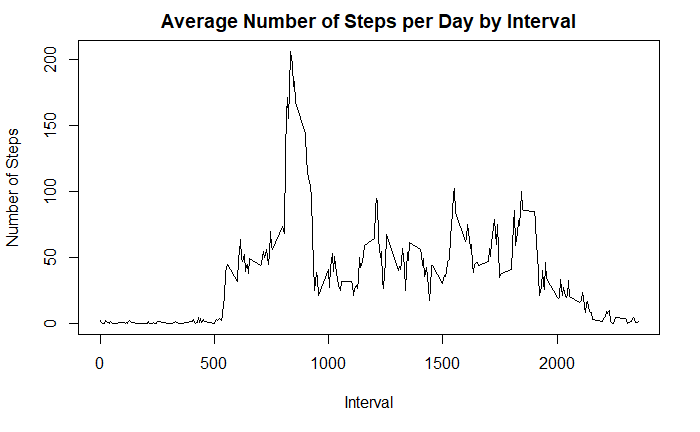 Average Number of Steps per Day by Interval
Number of Steps
200
150
100
50
0
0 500 1000 1500 2000
Interval